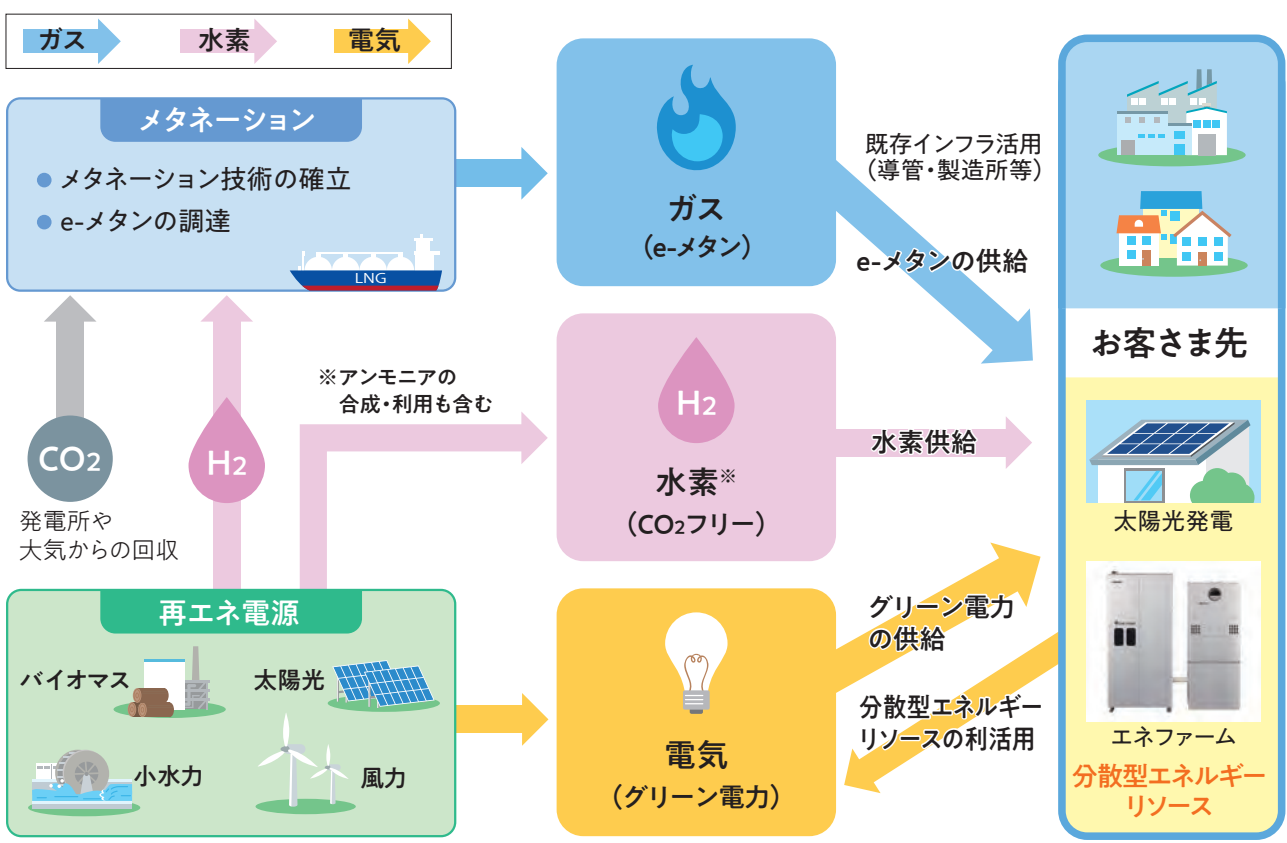 ガス
水素
電気
メタネーション
● メタネーション技術の確立
● e-メタンの調達
LNG
CO2
発電所や
大気からの回収
H2
※アンモニアの
合成・利用も含む
再エネ電源
バイオマス
太陽光
小水力
風力
ガス
(e-メタン)
H2
水素※
(CO2フリー)
電気
(グリーン電力)
既存インフラ活用
(導管・製造所等)
e-メタンの供給
水素供給
グリーン電力
の供給
分散型エネルギー
リソースの利活用
お客さま先
太陽光発電
エネファーム
分散型エネルギー
リソース